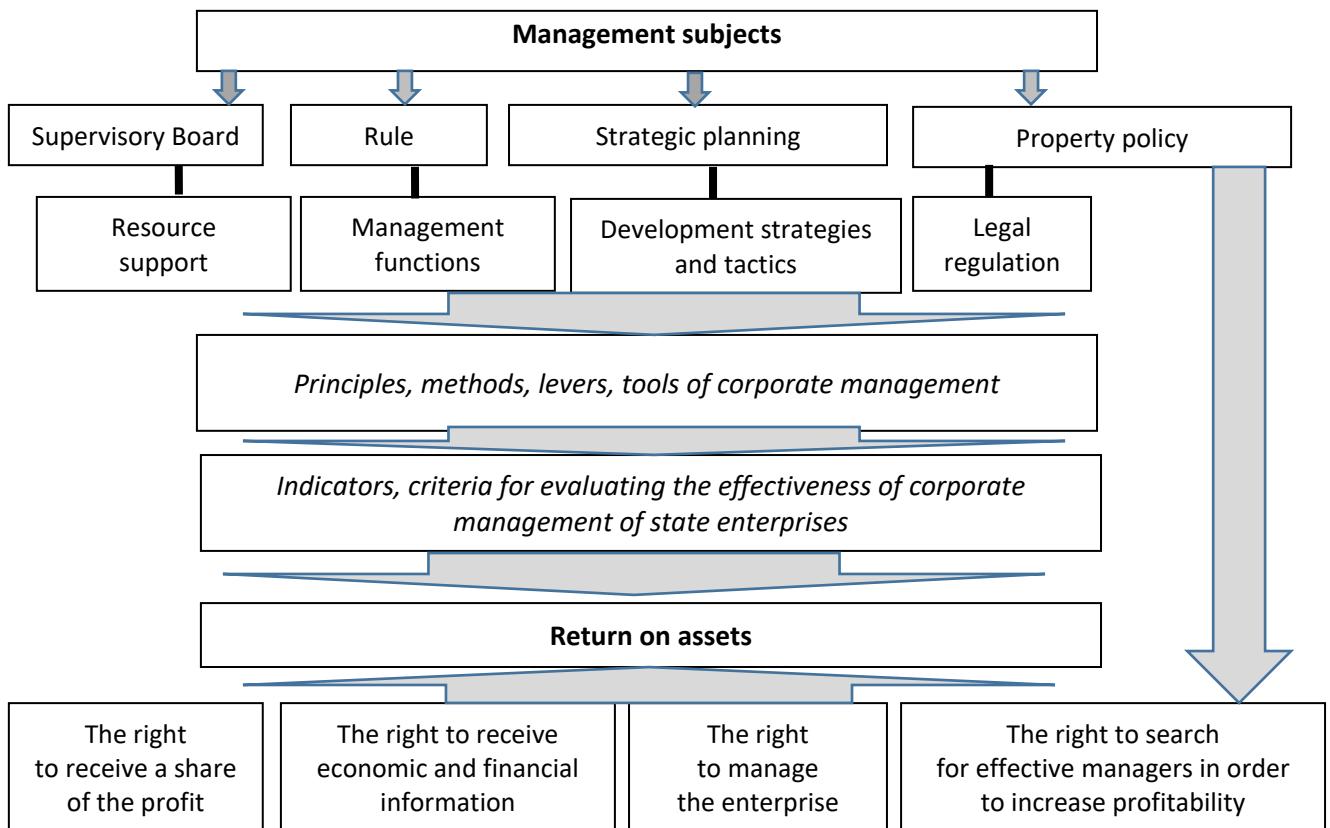 Management subjects
Supervisory Board
Rule
Strategic planning
Property policy
Resource
support
Management
functions
Development strategies
and tactics
Legal
regulation
Principles, methods, levers, tools of corporate management
Indicators, criteria for evaluating the effectiveness of corporate
management of state enterprises
Return on assets
The right
to receive a share
of the profit
The right to receive
economic and financial
information
The right
to manage
the enterprise
The right to search
for effective managers in order
to increase profitability